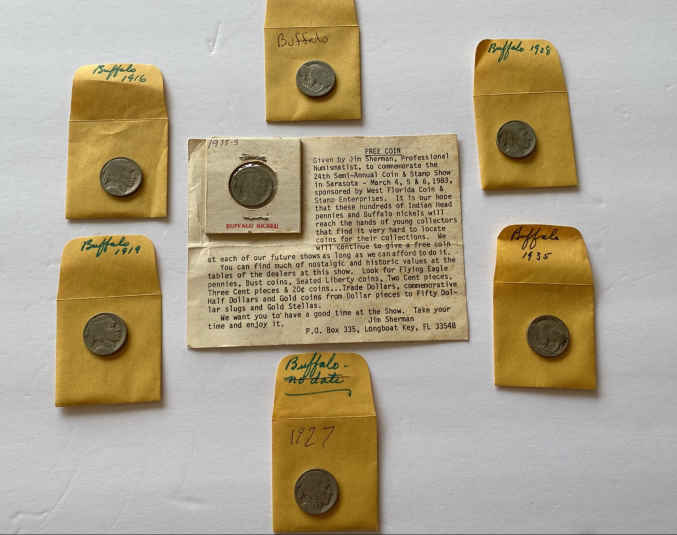 Buffalo
Buffalo 1928
Buffalo
1916
FREE COIN
Given by Jim Sherman, Professional
Numismatist, to commemorate the
24th Semi-Annual Coin & Stamp Show
in Sarasota - March 4, 5 & 6, 1983,
sponsored by West Florida Coin &
Stamp Enterprises. It is our hope
that these hundreds of Indian Head
pennies and Buffalo nickels will
reach the hands of young collectors
that find it very hard to locate
coins for their collections. We
will continue to give a free coin
at each of our future shows as long as we can afford to do it.
You can find much of nostalgic and historic values at the
tables of the dealers at this show. Look for Flying Eagle
pennies, Bust coins, Seated Liberty coins, Two Cent pieces,
Three Cent pieces & 20¢ coins...Trade Dollars, commemorative
Half Dollars and Gold coins from Dollar pieces to Fifty Dol-
lar slugs and Gold Stellas.
We want you to have a good time at the Show. Take your
time and enjoy it. Jim Sherman
P.O. Box 335, Longboat Key, FL 33548
BUFFALO NICKEL
Buffalo
1919
Buffalo
1935
Buffalo-
no date
1927